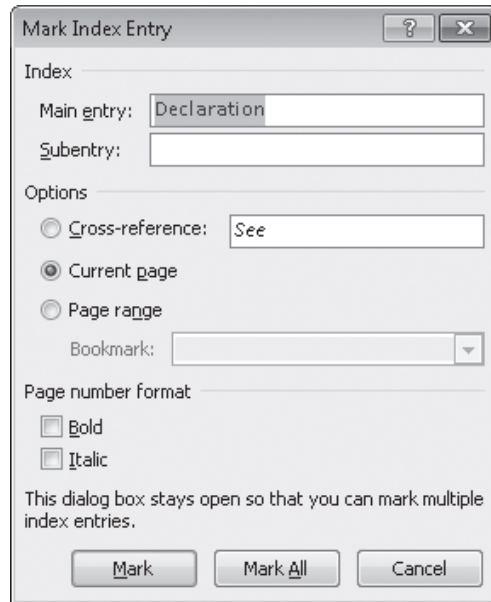 Mark Index Entry
Index
Main entry: Declaration
Subentry:
Options
Cross-reference: See
Current page
Page range
Bookmark:
Page number format
Bold
Italic
This dialog box stays open so that you can mark multiple
index entries.
Mark Mark All Cancel